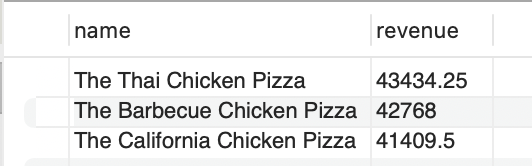 name revenue
The Thai Chicken Pizza 43434.25
The Barbecue Chicken Pizza 42768
The California Chicken Pizza 41409.5